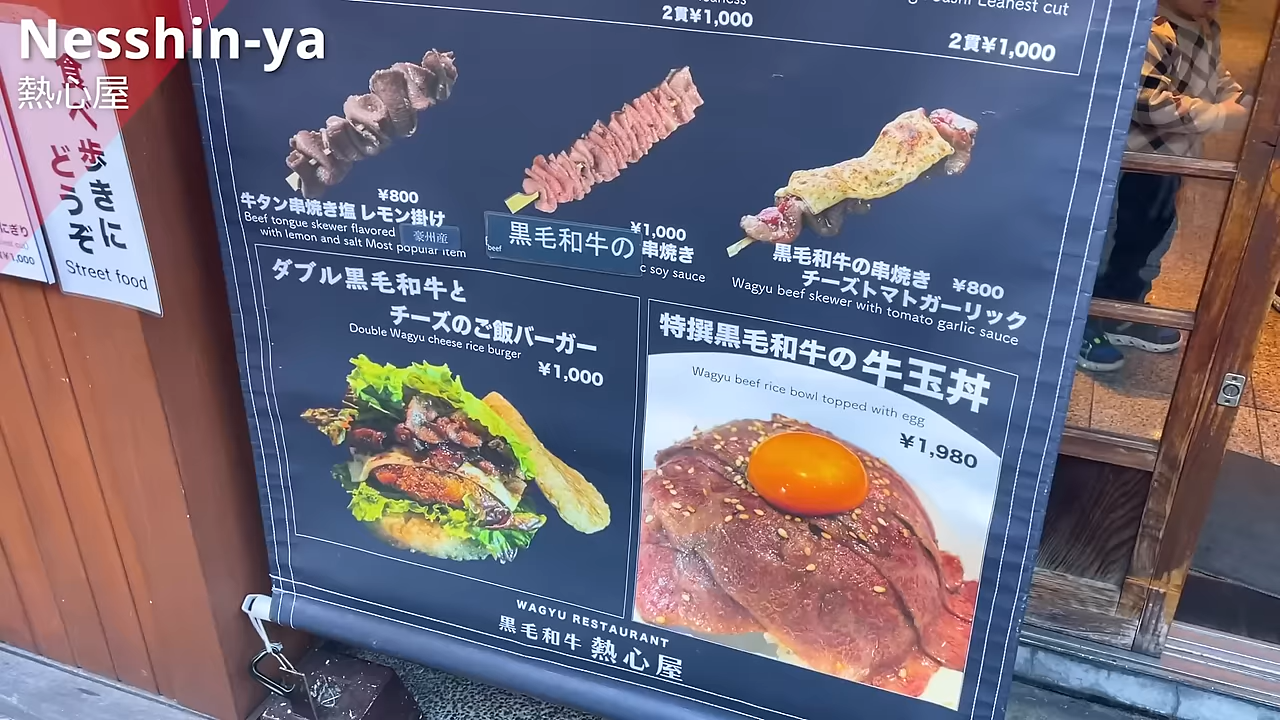 Nesshin-ya
熱心屋
食べ歩きに
どうぞ
Street food
にぎり
¥1,000
Leanest cut
2貫¥1,000
2貫¥1,000
¥800
牛タン串焼き塩 レモン掛け
Beef tongue skewer flavored
with lemon and salt Most popular item
豪州産
¥1,000
黒毛和牛の
串焼き
beef
c soy sauce
黒毛和牛の串焼き ¥800
チーズトマトガーリック
Wagyu beef skewer with tomato garlic sauce
ダブル黒毛和牛と
チーズのご飯バーガー
Double Wagyu cheese rice burger
¥1,000
特撰黒毛和牛の牛玉丼
Wagyu beef rice bowl topped with egg
¥1,980
WAGYU RESTAURANT
黒毛和牛 熱心屋